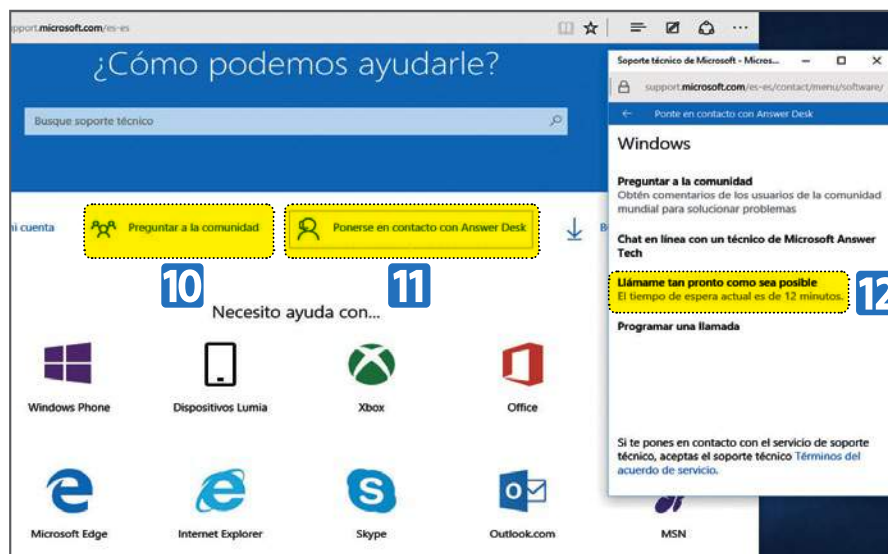 pport.microsoft.com/es-es
¿Cómo podemos ayudarle?
Busque soporte técnico
ni cuenta
Preguntar a la comunidad
Ponerse en contacto con Answer Desk
10
11
Necesito ayuda con...
Windows Phone
Dispositivos Lumia
Xbox
Office
Microsoft Edge
Internet Explorer
Skype
Outlook.com
MSN
Soporte técnico de Microsoft - Micros...
support.microsoft.com/es-es/contact/menu/software/
Ponte en contacto con Answer Desk
Windows
Preguntar a la comunidad
Obtén comentarios de los usuarios de la comunidad
mundial para solucionar problemas
Chat en línea con un técnico de Microsoft Answer
Tech
Llámame tan pronto como sea posible
El tiempo de espera actual es de 12 minutos.
12
Programar una llamada
Si te pones en contacto con el servicio de soporte
técnico, aceptas el soporte técnico Términos del
acuerdo de servicio.